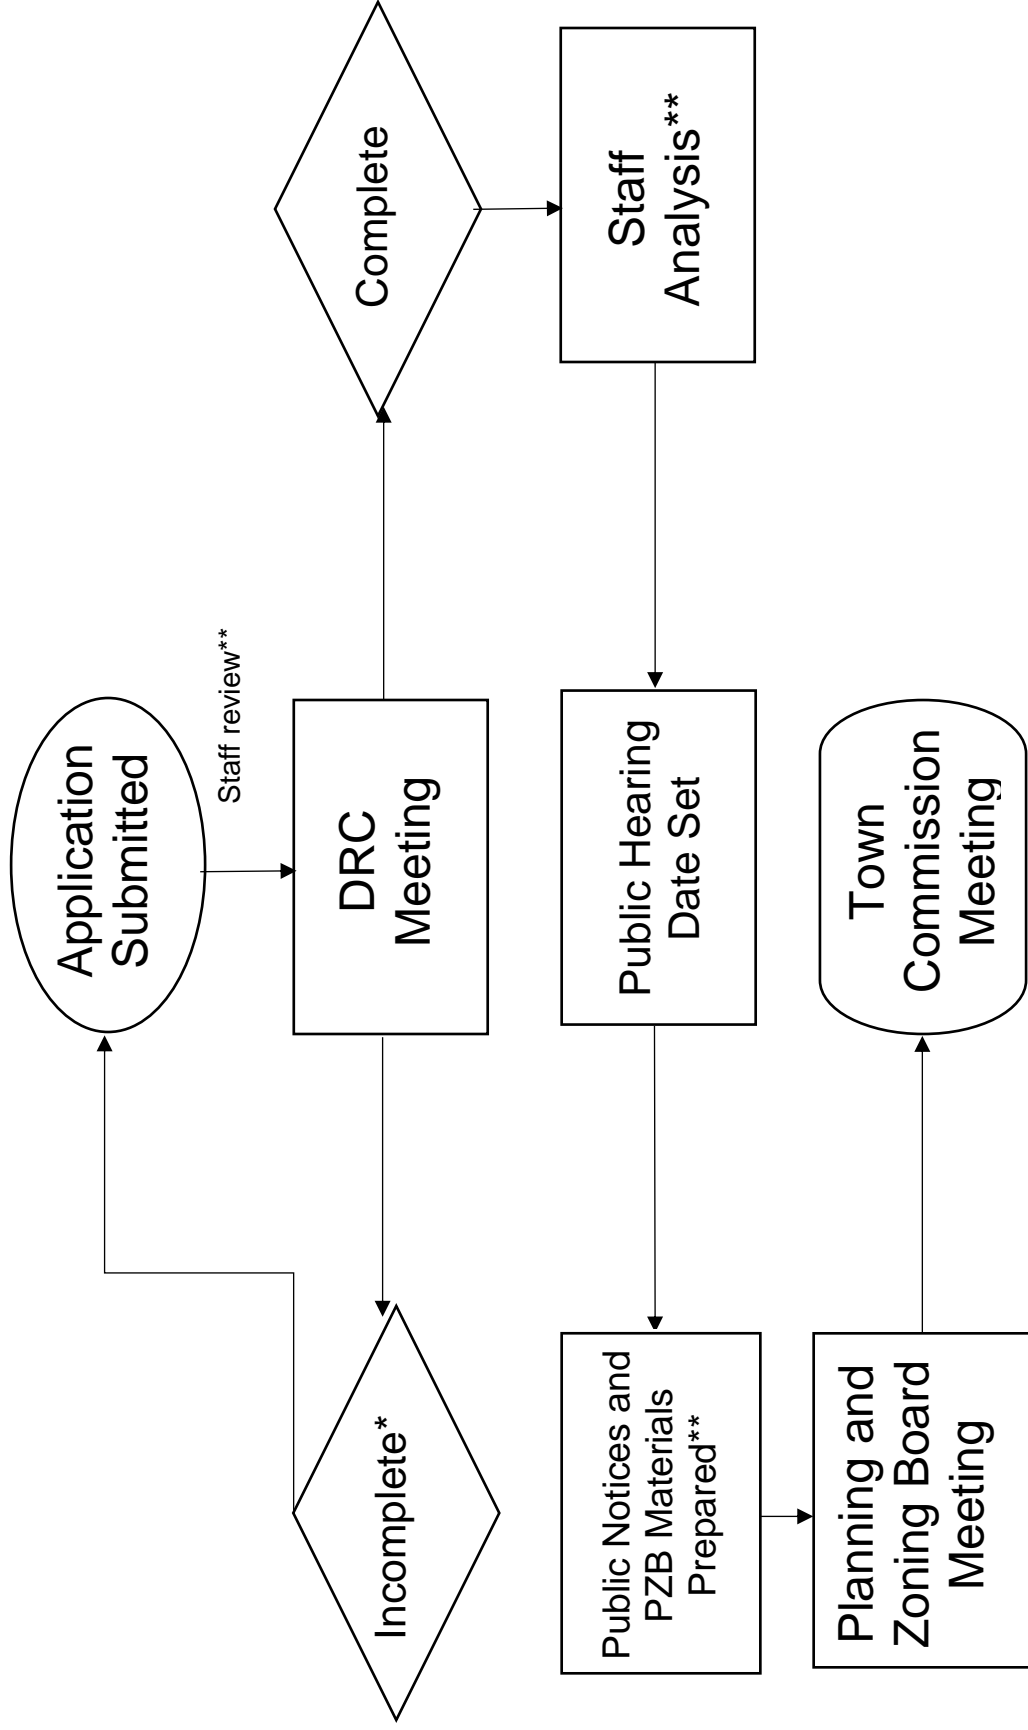 Application
Submitted
Staff review**
Incomplete*
DRC
Meeting
Complete
Public Notices and
PZB Materials
Prepared**
Public Hearing
Date Set
Staff
Analysis**
Planning and
Zoning Board
Meeting
Town
Commission
Meeting